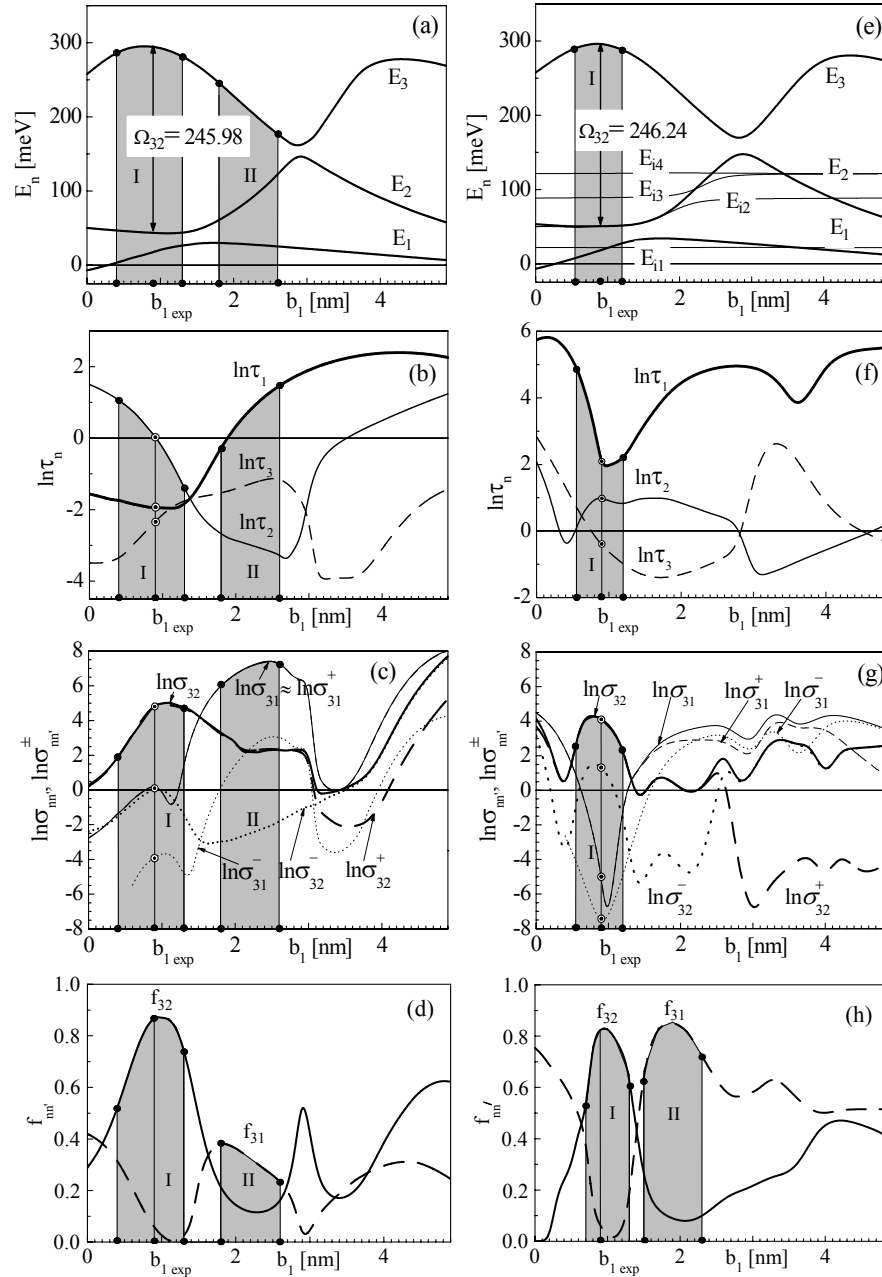 (a)
300
200
100
0
E_n [meV]
Ω_32 = 245.98
I
II
E_3
E_2
E_1
0
b_1 exp
2
b_1 [nm]
4
(e)
300
200
100
0
E_n [meV]
I
Ω_32 = 246.24
E_3
E_i4
E_2
E_i3
E_i2
E_1
E_i1
0
b_1 exp
2
b_1 [nm]
4
(b)
2
0
-2
-4
lnτ_n
lnτ_1
lnτ_3
lnτ_2
I
II
0
b_1 exp
2
b_1 [nm]
4
(f)
6
4
2
0
-2
lnτ_n
lnτ_1
lnτ_2
lnτ_3
I
0
b_1 exp
2
b_1 [nm]
4
(c)
8
6
4
2
0
-2
-4
-6
-8
lnσ_nn', lnσ^±_nn'
lnσ_32
lnσ_31 ≈ lnσ^+_31
I
II
lnσ^-_31
lnσ^-_32
lnσ^+_32
0
b_1 exp
2
b_1 [nm]
4
(g)
8
6
4
2
0
-2
-4
-6
-8
lnσ_nn', lnσ^±_nn'
lnσ_32
lnσ_31
lnσ^+_31
lnσ^-_31
I
lnσ^-_32
lnσ^+_32
0
b_1 exp
2
b_1 [nm]
4
(d)
1.0
0.8
0.6
0.4
0.2
0.0
f_nn'
f_32
f_31
I
II
0
b_1 exp
2
b_1 [nm]
4
(h)
1.0
0.8
0.6
0.4
0.2
0.0
f_nn'
f_32
f_31
I
II
0
b_1 exp
2
b_1 [nm]
4